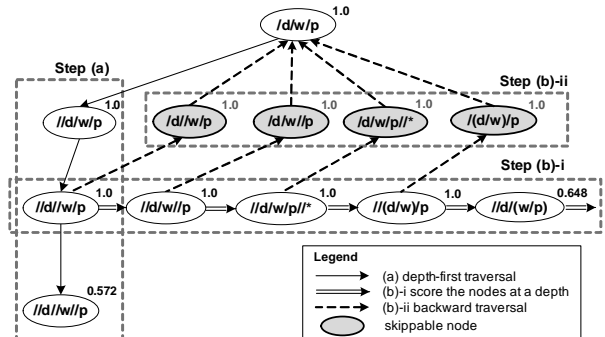 /d/w/p 1.0
Step (a)
Step (b)-ii
//d/w/p 1.0
/d//w/p 1.0
/d/w//p 1.0
/d/w/p//* 1.0
/(d/w)/p 1.0
Step (b)-i
//d//w/p 1.0
//d/w//p 1.0
//d/w/p//* 1.0
//(d/w)/p 1.0
//d/(w/p) 0.648
//d//w//p 0.572
Legend
(a) depth-first traversal
(b)-i score the nodes at a depth
(b)-ii backward traversal
skippable node